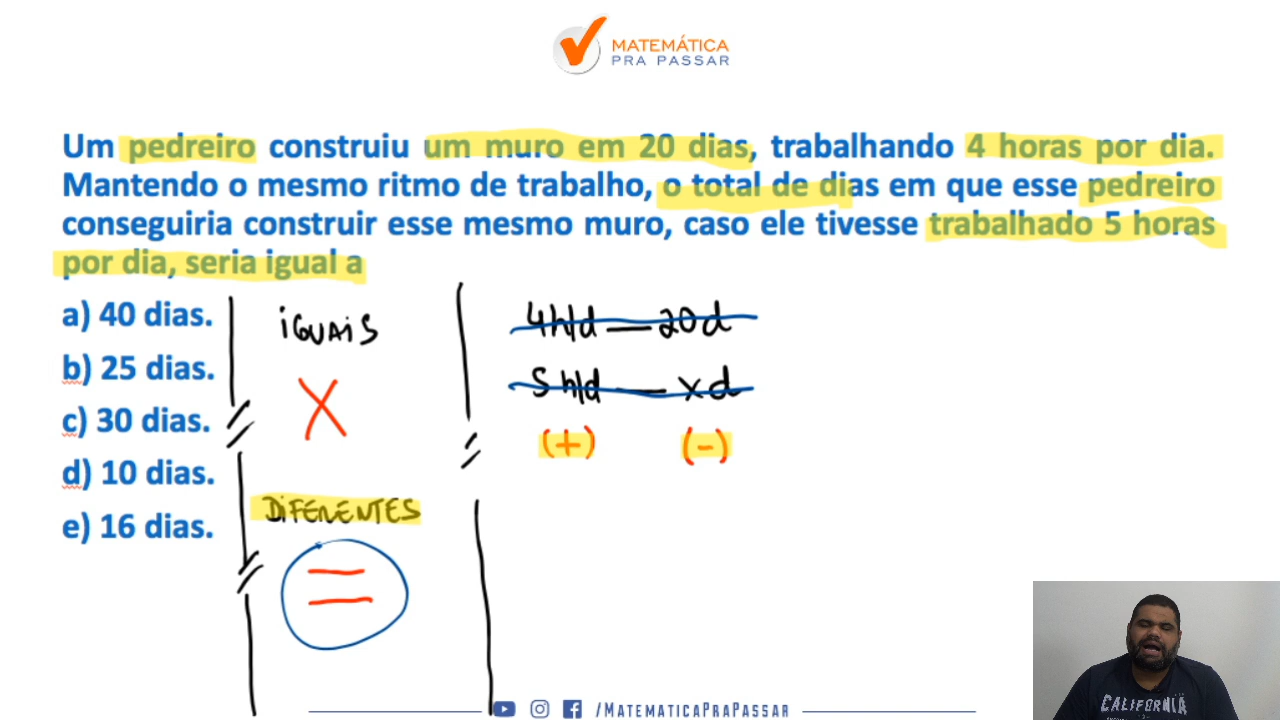 MATEMÁTICA
PRA PASSAR
Um pedreiro construiu um muro em 20 dias, trabalhando 4 horas por dia.
Mantendo o mesmo ritmo de trabalho, o total de dias em que esse pedreiro
conseguiria construir esse mesmo muro, caso ele tivesse trabalhado 5 horas
por dia, seria igual a
a) 40 dias.
b) 25 dias.
c) 30 dias.
d) 10 dias.
e) 16 dias.
iGUAiS
X
DiFERENTES
=
4h/d — 20d
5h/d — xd
(+) (-)
/MATEMATICAPRAPASSAR
CALIFORNIA